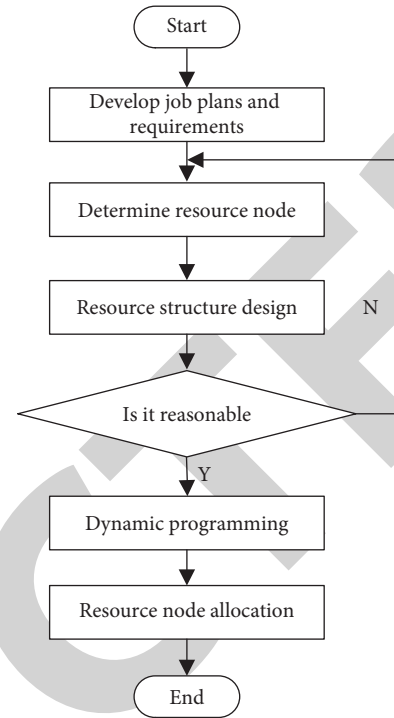 Start
Develop job plans and
requirements
Determine resource node
Resource structure design
N
Is it reasonable
Y
Dynamic programming
Resource node allocation
End